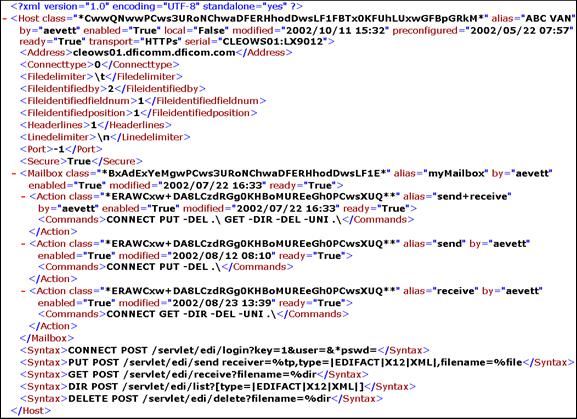 <?xml version="1.0" encoding="UTF-8" standalone="yes" ?>
- <Host class="*CwwQNwwPCws3URoNChwaDFERHhodDwsLF1FBTx0KFUhLUxwGFBpGRkM*" alias="ABC VAN"
by="aevett" enabled="True" local="False" modified="2002/10/11 15:32" preconfigured="2002/05/22 07:57"
ready="True" transport="HTTPs" serial="CLEOWS01:LX9012">
<Address>cleows01.dficomm.dficom.com</Address>
<Connecttype>0</Connecttype>
<Filedelimiter>\t</Filedelimiter>
<Fileidentifiedby>2</Fileidentifiedby>
<Fileidentifiedfieldnum>1</Fileidentifiedfieldnum>
<Fileidentifiedposition>1</Fileidentifiedposition>
<Headerlines>1</Headerlines>
<Linedelimiter>\n</Linedelimiter>
<Port>-1</Port>
<Secure>True</Secure>
- <Mailbox class="*BxAdExYeMgwPCws3URoNChwaDFERHhodDwsLF1E*" alias="myMailbox" by="aevett"
enabled="True" modified="2002/07/22 16:33" ready="True">
- <Action class="*ERAWCxw+DA8LCzdRGg0KHBoMUREeGh0PCwsXUQ**" alias="send+receive"
by="aevett" enabled="True" modified="2002/07/22 16:33" ready="True">
<Commands>CONNECT PUT -DEL .\ GET -DIR -DEL -UNI .\</Commands>
</Action>
- <Action class="*ERAWCxw+DA8LCzdRGg0KHBoMUREeGh0PCwsXUQ**" alias="send" by="aevett"
enabled="True" modified="2002/08/12 08:10" ready="True">
<Commands>CONNECT PUT -DEL .\</Commands>
</Action>
- <Action class="*ERAWCxw+DA8LCzdRGg0KHBoMUREeGh0PCwsXUQ**" alias="receive" by="aevett"
enabled="True" modified="2002/08/23 13:39" ready="True">
<Commands>CONNECT GET -DIR -DEL -UNI .\</Commands>
</Action>
</Mailbox>
<Syntax>CONNECT POST /servlet/edi/login?key=1&user=&*pswd=</Syntax>
<Syntax>PUT POST /servlet/edi/send receiver=%tp,type=|EDIFACT|X12|XML|,filename=%file</Syntax>
<Syntax>GET POST /servlet/edi/receive?filename=%dir</Syntax>
<Syntax>DIR POST /servlet/edi/list?[type=|EDIFACT|X12|XML|]</Syntax>
<Syntax>DELETE POST /servlet/edi/delete?filename=%dir</Syntax>
</Host>